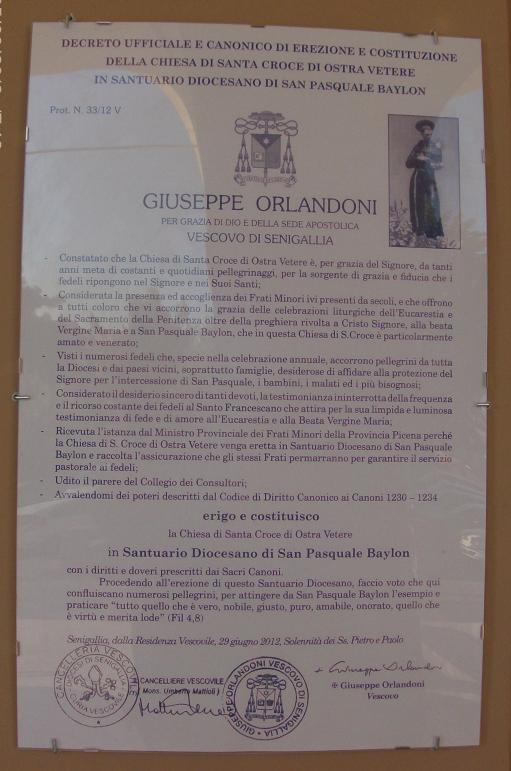 DECRETO UFFICIALE E CANONICO DI EREZIONE E COSTITUZIONE
DELLA CHIESA DI SANTA CROCE DI OSTRA VETERE
IN SANTUARIO DIOCESANO DI SAN PASQUALE BAYLON
Prot. N. 33/12 V
GIUSEPPE ORLANDONI
PER GRAZIA DI DIO E DELLA SEDE APOSTOLICA
VESCOVO DI SENIGALLIA
- Constatato che la Chiesa di Santa Croce di Ostra Vetere è, per grazia del Signore, da tanti
anni meta di costanti e quotidiani pellegrinaggi, per la sorgente di grazia e fiducia che i
fedeli ripongono nel Signore e nei Suoi Santi;
- Considerata la presenza ed accoglienza dei Frati Minori ivi presenti da secoli, e che offrono
a tutti coloro che vi accorrono la grazia delle celebrazioni liturgiche dell'Eucarestia e
del Sacramento della Penitenza oltre della preghiera rivolta a Cristo Signore, alla beata
Vergine Maria e a San Pasquale Baylon, che in questa Chiesa di S.Croce è particolarmente
amato e venerato;
- Visti i numerosi fedeli che, specie nella celebrazione annuale, accorrono pellegrini da tutta
la Diocesi e dai paesi vicini, soprattutto famiglie, desiderose di affidare alla protezione del
Signore per l'intercessione di San Pasquale, i bambini, i malati ed i più bisognosi;
- Considerato il desiderio sincero di tanti devoti, la testimonianza ininterrotta della frequenza
e il ricorso costante dei fedeli al Santo Francescano che attira per la sua limpida e luminosa
testimonianza di fede e di amore all'Eucarestia e alla Beata Vergine Maria;
- Ricevuta l'istanza dal Ministro Provinciale dei Frati Minori della Provincia Picena perché
la Chiesa di S. Croce di Ostra Vetere venga eretta in Santuario Diocesano di San Pasquale
Baylon e raccolta l'assicurazione che gli stessi Frati permarranno per garantire il servizio
pastorale ai fedeli;
- Udito il parere del Collegio dei Consultori;
- Avvalendomi dei poteri descritti dal Codice di Diritto Canonico ai Canoni 1230 – 1234
erigo e costituisco
la Chiesa di Santa Croce di Ostra Vetere
in Santuario Diocesano di San Pasquale Baylon
con i diritti e doveri prescritti dai Sacri Canoni.
Procedendo all'erezione di questo Santuario Diocesano, faccio voto che qui
confluiscano numerosi pellegrini, per attingere da San Pasquale Baylon l'esempio e
praticare "tutto quello che è vero, nobile, giusto, puro, amabile, onorato, quello che
è virtù e merita lode" (Fil 4,8)
Senigallia, dalla Residenza Vescovile, 29 giugno 2012, Solennità dei Ss. Pietro e Paolo
CANCELLERIA VESCOVILE
CURIA VESCOVILE
CANCELLIERE VESCOVILE
( Mons. Umberto Mattioli )
GIUSEPPE ORLANDONI VESCOVO DI SENIGALLIA
+ Giuseppe Orlandoni
✠ Giuseppe Orlandoni
Vescovo